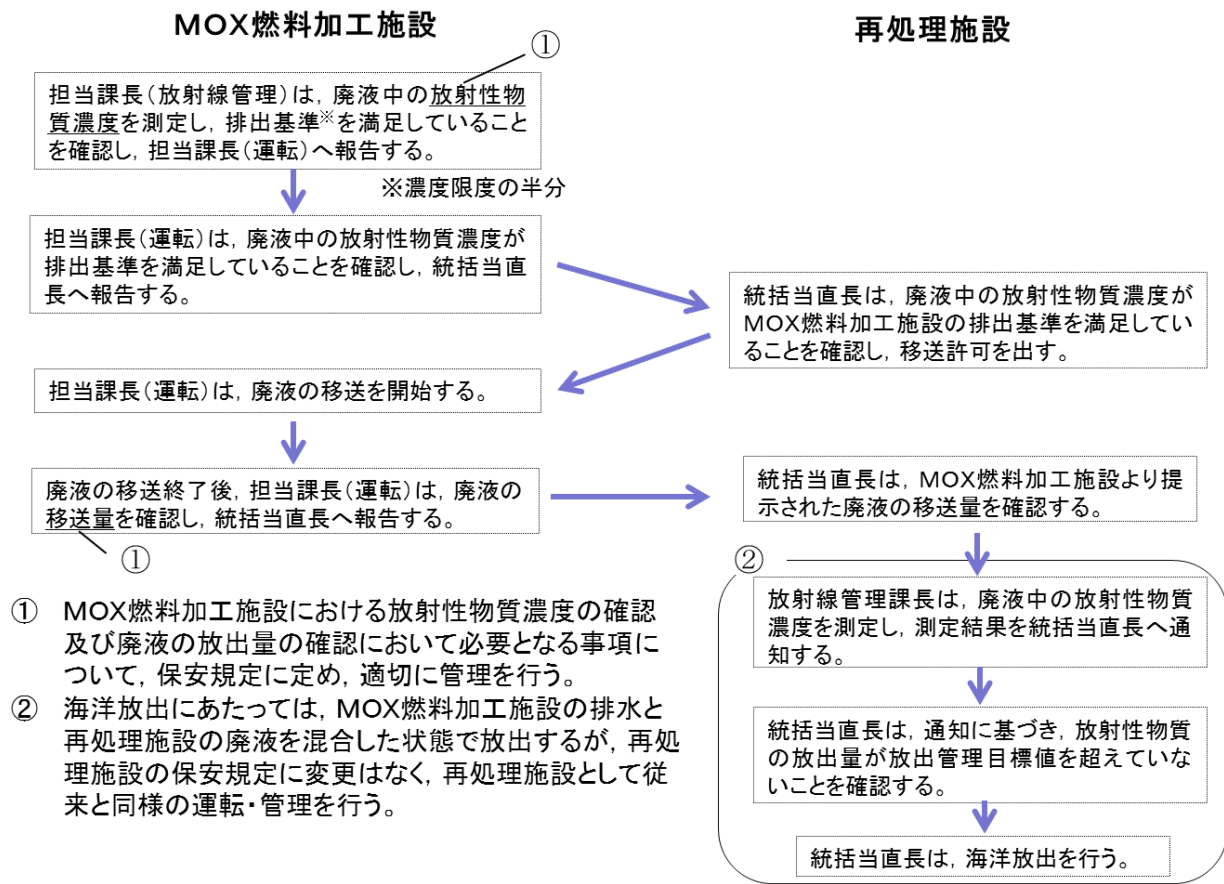 MOX燃料加工施設
再処理施設
①
担当課長(放射線管理)は, 廃液中の放射性物
質濃度を測定し, 排出基準※を満足していること
を確認し, 担当課長(運転)へ報告する。
※濃度限度の半分
担当課長(運転)は, 廃液中の放射性物質濃度が
排出基準を満足していることを確認し, 統括当直
長へ報告する。
統括当直長は, 廃液中の放射性物質濃度が
MOX燃料加工施設の排出基準を満足してい
ることを確認し, 移送許可を出す。
担当課長(運転)は, 廃液の移送を開始する。
廃液の移送終了後, 担当課長(運転)は, 廃液の
移送量を確認し, 統括当直長へ報告する。
①
統括当直長は, MOX燃料加工施設より提
示された廃液の移送量を確認する。
②
放射線管理課長は, 廃液中の放射性物質
濃度を測定し, 測定結果を統括当直長へ通
知する。
統括当直長は, 通知に基づき, 放射性物質
の放出量が放出管理目標値を超えていな
いことを確認する。
統括当直長は, 海洋放出を行う。
① MOX燃料加工施設における放射性物質濃度の確認
及び廃液の放出量の確認において必要となる事項に
ついて, 保安規定に定め, 適切に管理を行う。
② 海洋放出にあたっては, MOX燃料加工施設の排水と
再処理施設の廃液を混合した状態で放出するが, 再処
理施設の保安規定に変更はなく, 再処理施設として従
来と同様の運転・管理を行う。